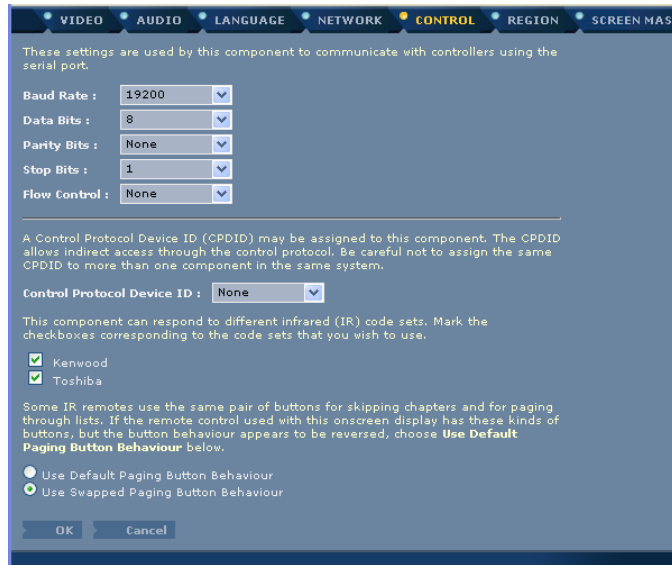 VIDEO AUDIO LANGUAGE NETWORK CONTROL REGION SCREEN MAS
These settings are used by this component to communicate with controllers using the
serial port.
Baud Rate : 19200
Data Bits : 8
Parity Bits : None
Stop Bits : 1
Flow Control : None
A Control Protocol Device ID (CPDID) may be assigned to this component. The CPDID
allows indirect access through the control protocol. Be careful not to assign the same
CPDID to more than one component in the same system.
Control Protocol Device ID : None
This component can respond to different infrared (IR) code sets. Mark the
checkboxes corresponding to the code sets that you wish to use.
Kenwood
Toshiba
Some IR remotes use the same pair of buttons for skipping chapters and for paging
through lists. If the remote control used with this onscreen display has these kinds of
buttons, but the button behaviour appears to be reversed, choose Use Default
Paging Button Behaviour below.
Use Default Paging Button Behaviour
Use Swapped Paging Button Behaviour
OK Cancel